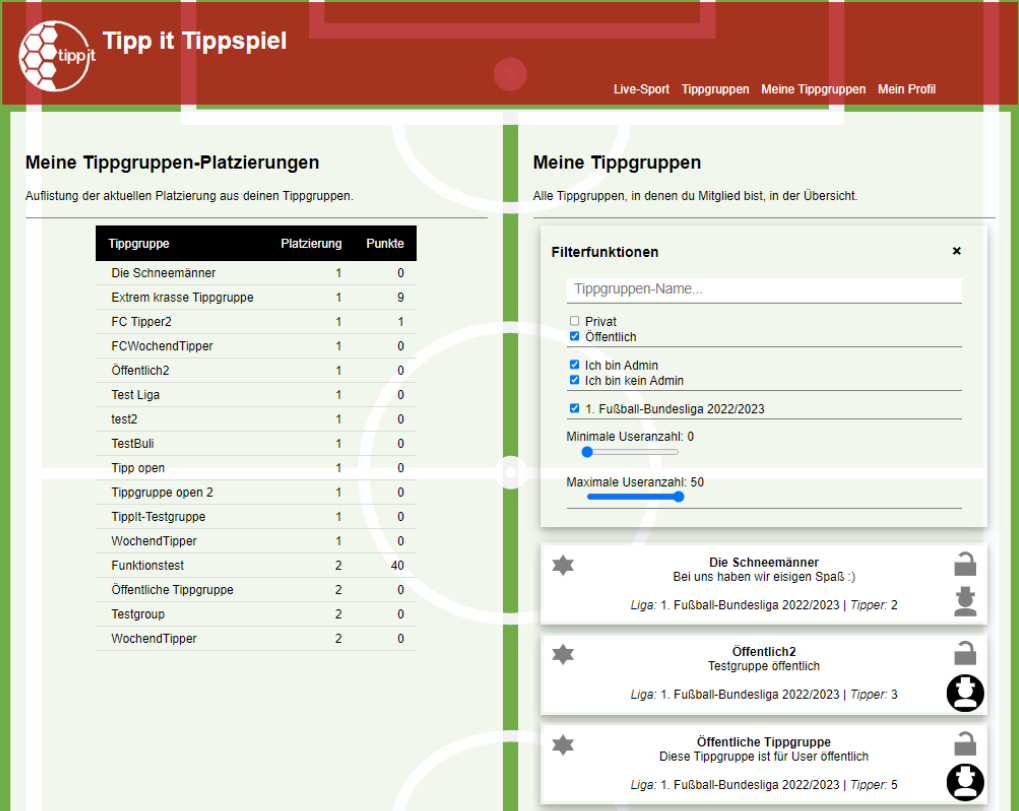 tippit
Tipp it Tippspiel
Live-Sport Tippgruppen Meine Tippgruppen Mein Profil
Meine Tippgruppen-Platzierungen
Auflistung der aktuellen Platzierung aus deinen Tippgruppen.
Tippgruppe Platzierung Punkte
Die Schneemänner 1 0
Extrem krasse Tippgruppe 1 9
FC Tipper2 1 1
FCWochendTipper 1 0
Öffentlich2 1 0
Test Liga 1 0
test2 1 0
TestBuli 1 0
Tipp open 1 0
Tippgruppe open 2 1 0
TippIt-Testgruppe 1 0
WochendTipper 1 0
Funktionstest 2 40
Öffentliche Tippgruppe 2 0
Testgroup 2 0
WochendTipper 2 0
Meine Tippgruppen
Alle Tippgruppen, in denen du Mitglied bist, in der Übersicht.
Filterfunktionen ×
Tippgruppen-Name...
Privat
Öffentlich
Ich bin Admin
Ich bin kein Admin
1. Fußball-Bundesliga 2022/2023
Minimale Useranzahl: 0
Maximale Useranzahl: 50
Die Schneemänner
Bei uns haben wir eisigen Spaß :)
Liga: 1. Fußball-Bundesliga 2022/2023 | Tipper: 2
Öffentlich2
Testgruppe öffentlich
Liga: 1. Fußball-Bundesliga 2022/2023 | Tipper: 3
Öffentliche Tippgruppe
Diese Tippgruppe ist für User öffentlich
Liga: 1. Fußball-Bundesliga 2022/2023 | Tipper: 5